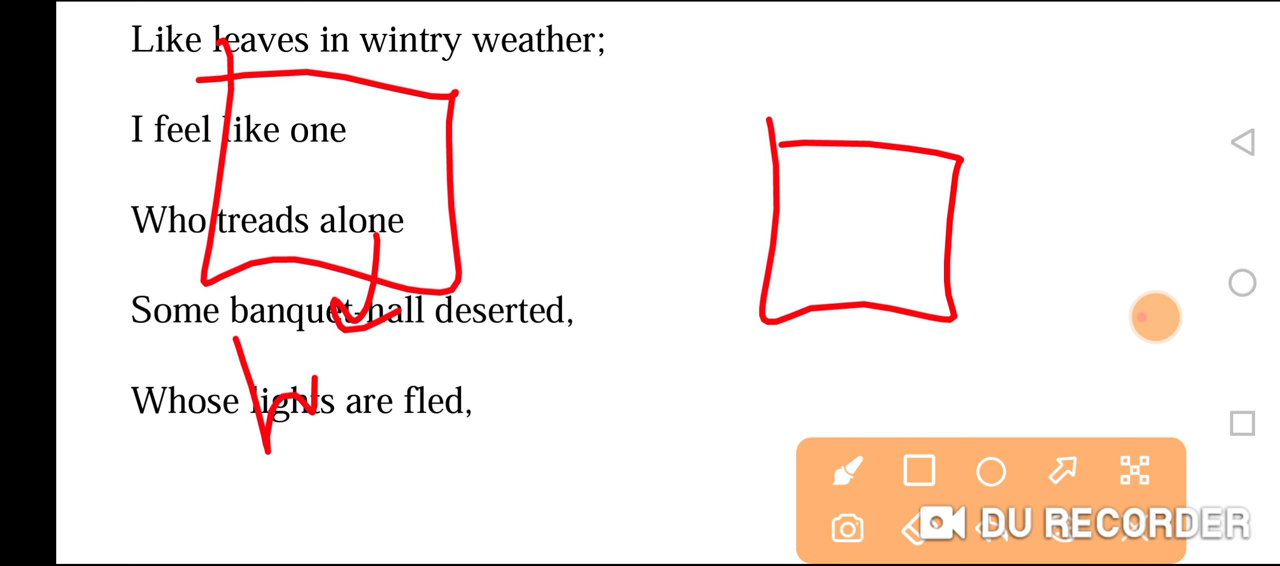 Like leaves in wintry weather;
I feel like one
Who treads alone
Some banquet-hall deserted,
Whose lights are fled,
DU RECORDER